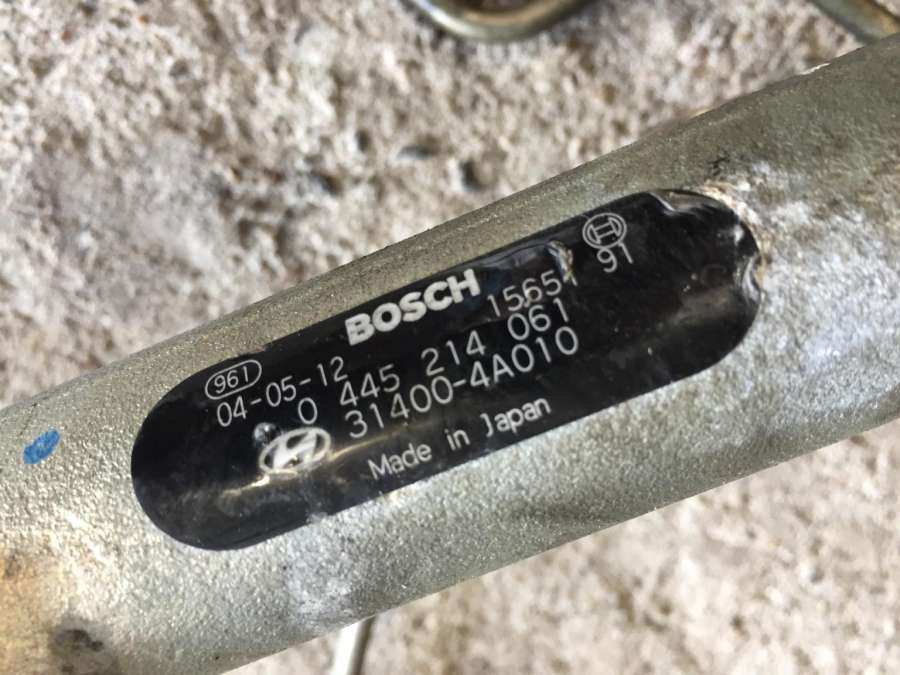 BOSCH 15651 91
961
04-05-12
0 445 214 061
31400-4A010
Made in Japan